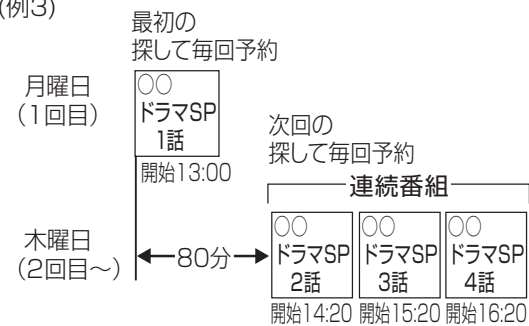 (例3)
最初の
探して毎回予約
月曜日
（1回目）
○○
ドラマSP
1話
開始13:00
次回の
探して毎回予約
連続番組
木曜日
（2回目～）
80分
○○
ドラマSP
2話
○○
ドラマSP
3話
○○
ドラマSP
4話
開始14:20 開始15:20 開始16:20